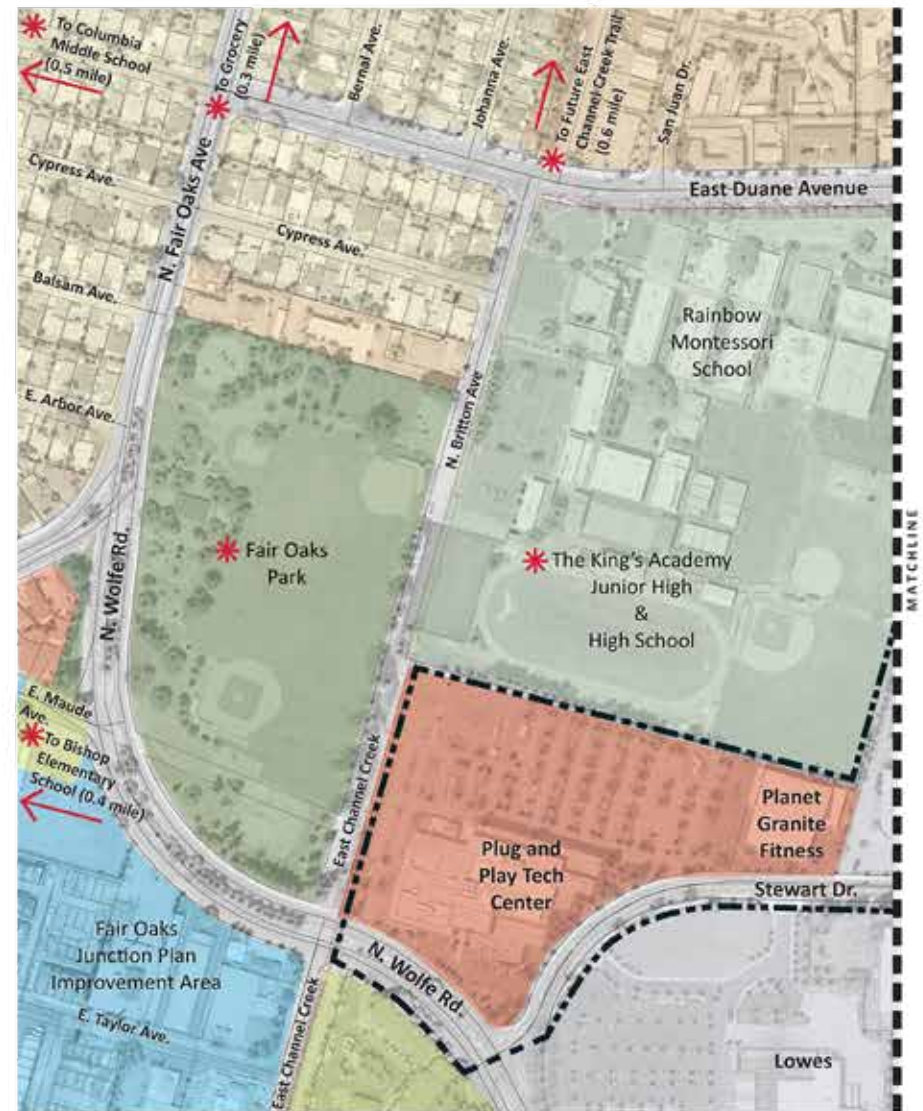 To Columbia
Middle School
(0.5 mile)
To Grocery
(0.3 mile)
Bernal Ave.
Johanna Ave.
To Future East
Channel Creek Trail
(0.6 mile)
San Juan Dr.
Cypress Ave.
N. Fair Oaks Ave
East Duane Avenue
Cypress Ave.
Balsam Ave.
Rainbow
Montessori
School
E. Arbor Ave.
N. Britton Ave
MATCHLINE
N. Wolfe Rd.
Fair Oaks
Park
The King's Academy
Junior High
&
High School
E. Maude
Ave.
To Bishop
Elementary
School (0.4 mile)
East Channel Creek
Planet
Granite
Fitness
Plug and
Play Tech
Center
Stewart Dr.
Fair Oaks
Junction Plan
Improvement Area
N. Wolfe Rd.
E. Taylor Ave.
East Channel Creek
Lowes